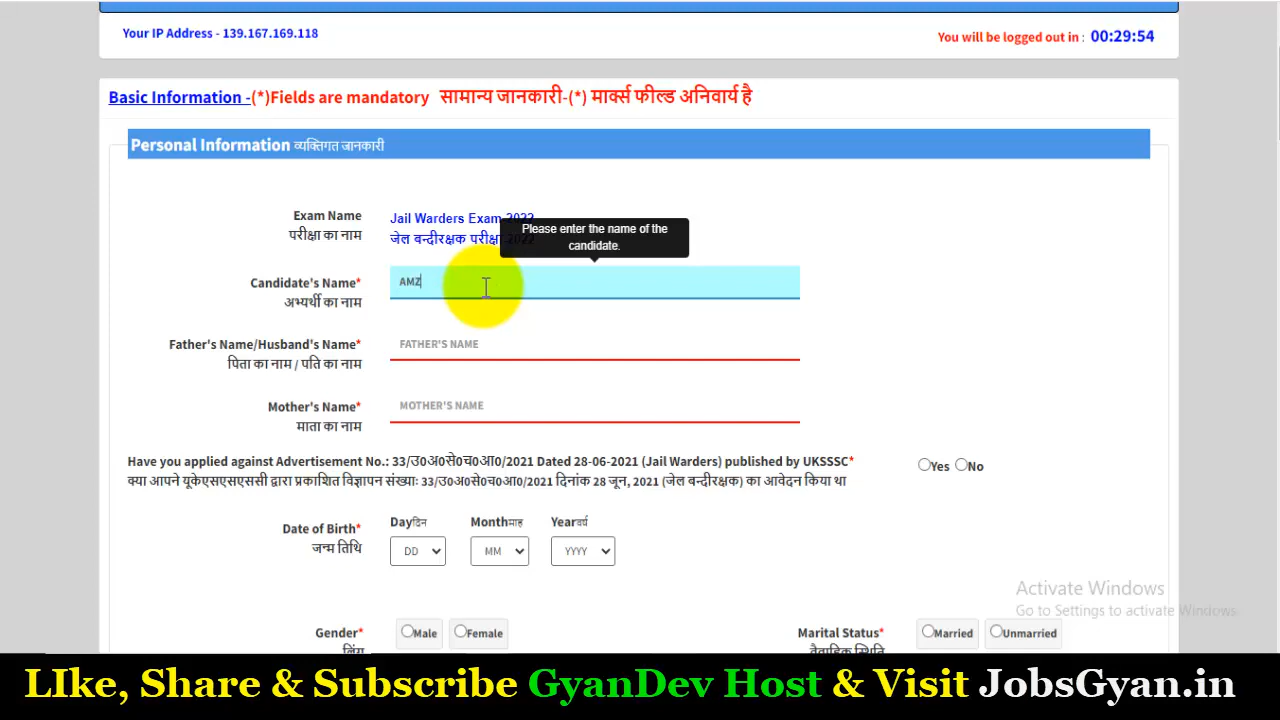 Your IP Address - 139.167.169.118
You will be logged out in : 00:29:54
Basic Information -(*)Fields are mandatory सामान्य जानकारी-(*) मार्क्स फील्ड अनिवार्य है
Personal Information व्यक्तिगत जानकारी
Exam Name
परीक्षा का नाम
Jail Warders Exam-2022
जेल बन्दीरक्षक परीक्षा-2022
Please enter the name of the
candidate.
Candidate's Name*
अभ्यर्थी का नाम
AMZ
Father's Name/Husband's Name*
पिता का नाम / पति का नाम
FATHER'S NAME
Mother's Name*
माता का नाम
MOTHER'S NAME
Have you applied against Advertisement No.: 33/उ0अ0से0च0आ0/2021 Dated 28-06-2021 (Jail Warders) published by UKSSSC*
क्या आपने यूकेएसएसएससी द्वारा प्रकाशित विज्ञापन संख्याः 33/उ0अ0से0च0आ0/2021 दिनांक 28 जून, 2021 (जेल बन्दीरक्षक) का आवेदन किया था
Yes No
Date of Birth*
जन्म तिथि
Dayदिन Monthमाह Yearवर्ष
DD MM YYYY
Activate Windows
Go to Settings to activate Windows.
Gender*
लिंग
Male Female
Marital Status*
वैवाहिक स्थिति
Married Unmarried
LIke, Share & Subscribe GyanDev Host & Visit JobsGyan.in